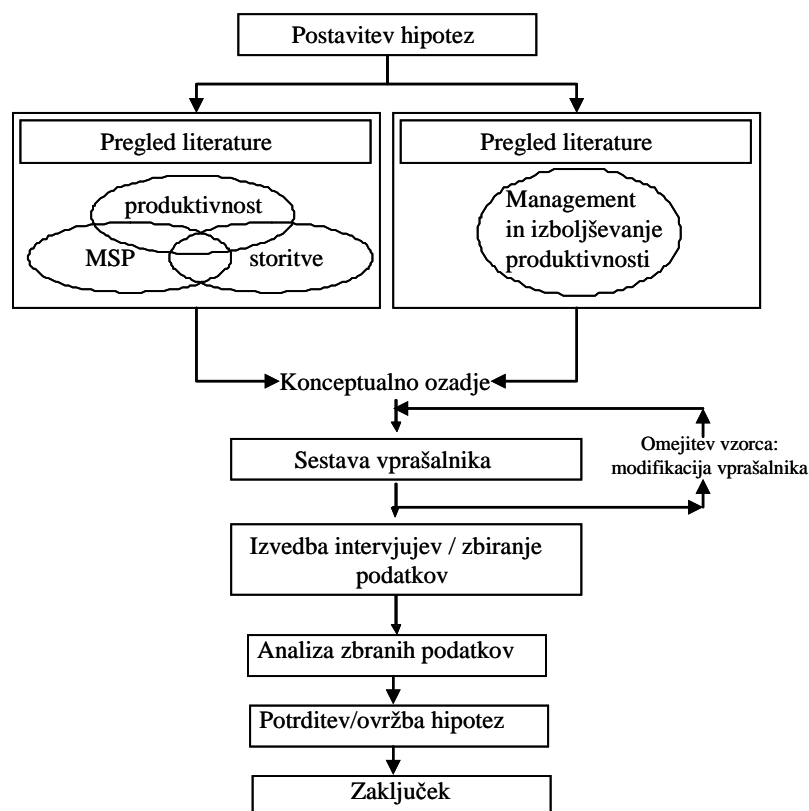 Postavitev hipotez
Pregled literature
produktivnost
MSP
storitve
Pregled literature
Management
in izboljševanje
produktivnosti
Konceptualno ozadje
Sestava vprašalnika
Omejitev vzorca:
modifikacija vprašalnika
Izvedba intervjujev / zbiranje
podatkov
Analiza zbranih podatkov
Potrditev/ovržba hipotez
Zaključek